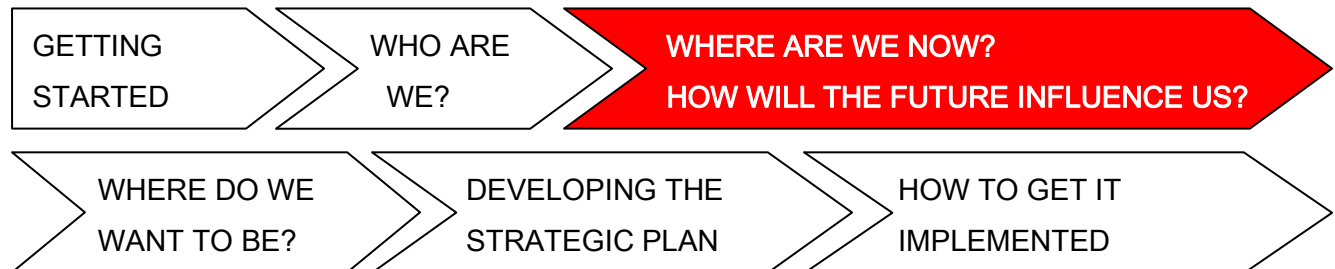 GETTING
STARTED
WHO ARE
WE?
WHERE ARE WE NOW?
HOW WILL THE FUTURE INFLUENCE US?
WHERE DO WE
WANT TO BE?
DEVELOPING THE
STRATEGIC PLAN
HOW TO GET IT
IMPLEMENTED